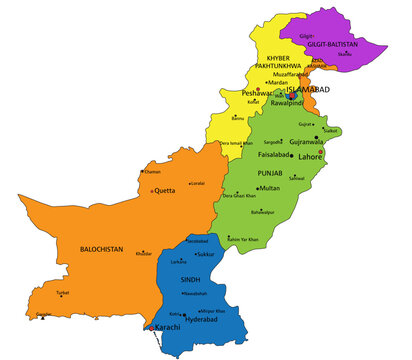 Gilgit
GILGIT-BALTISTAN
Skardu
KHYBER
PAKHTUNKHWA
AZAD
KASHMIR
Muzaffarabad
Mardan
Peshawar
ISLAMABAD
Kohat
Rawalpindi
Bannu
Gujrat
Sialkot
Dera Ismail Khan
Sargodha
Gujranwala
Faisalabad
Lahore
Chaman
PUNJAB
Sahiwal
Quetta
Loralai
Multan
Dera Ghazi Khan
Bahawalpur
BALOCHISTAN
Khuzdar
Jacobabad
Rahim Yar Khan
Larkana
Sukkur
SINDH
Turbat
Nawabshah
Gwadar
Kotri
Mirpur Khas
Hyderabad
Karachi